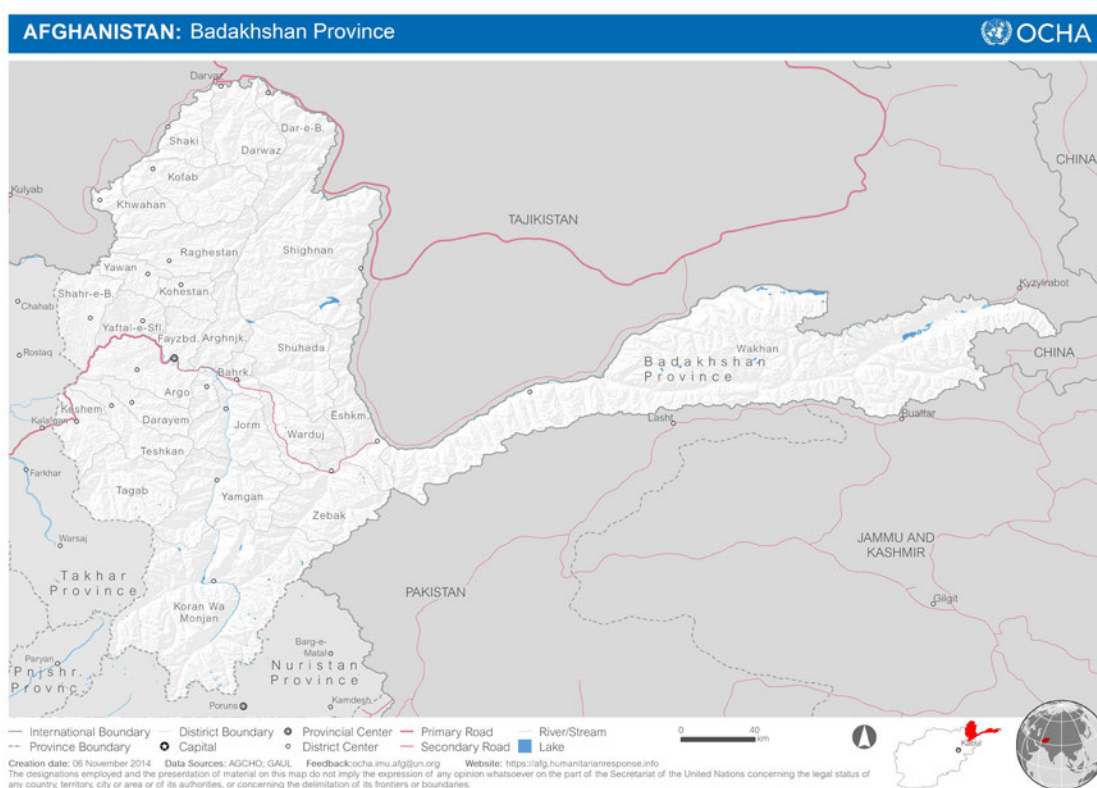 AFGHANISTAN: Badakhshan Province
OCHA
Darvaz
Dar-e-B.
Shaki
Darwaz
CHINA
Kofab
Kulyab
Khwahan
TAJIKISTAN
Raghestan
Shighnan
Yawan
Kyzylrabot
Shahr-e-B.
Kohestan
Chahab
Yaftal-e-Sfl.
Fayzbd.
Arghnjk.
Shuhada
Wakhan
Rostaq
Badakhshan
Province
CHINA
Bahrk.
Argo
Keshem
Eshkm.
Lasht
Buattar
Kalafgan
Darayem
Jorm
Warduj
Teshkan
Farkhar
Tagab
Yamgan
Zebak
Warsaj
JAMMU AND
KASHMIR
Takhar
Province
PAKISTAN
Gilgit
Koran Wa
Monjan
Barg-e-
Matal
Paryan
Nuristan
Province
Pnjshr.
Provnc.
Poruns
Kamdesh
International Boundary
District Boundary
Provincial Center
Primary Road
River/Stream
0 40
km
Province Boundary
Capital
District Center
Secondary Road
Lake
Kabul
Creation date: 06 November 2014 Data Sources: AGCHO; GAUL Feedback:ocha.imu.afg@un.org Website: https://afg.humanitarianresponse.info
The designations employed and the presentation of material on this map do not imply the expression of any opinion whatsoever on the part of the Secretariat of the United Nations concerning the legal status of
any country, territory, city or area or of its authorities, or concerning the delimitation of its frontiers or boundaries.